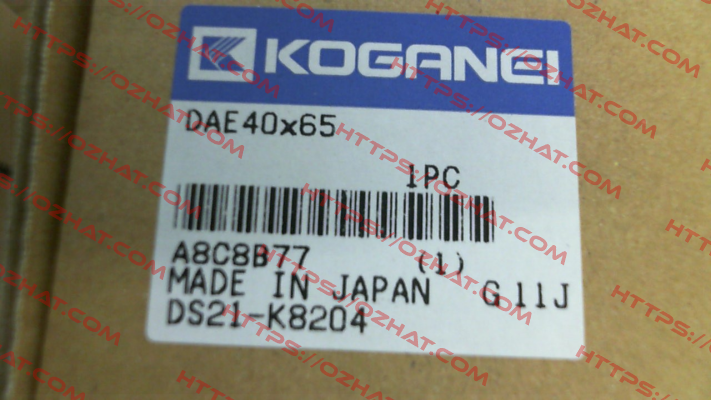 KOGANEI
DAE40x65
1PC
A8C8B77 (1)
MADE IN JAPAN G11J
DS21-K8204
HTTPS://OZHAT.COM